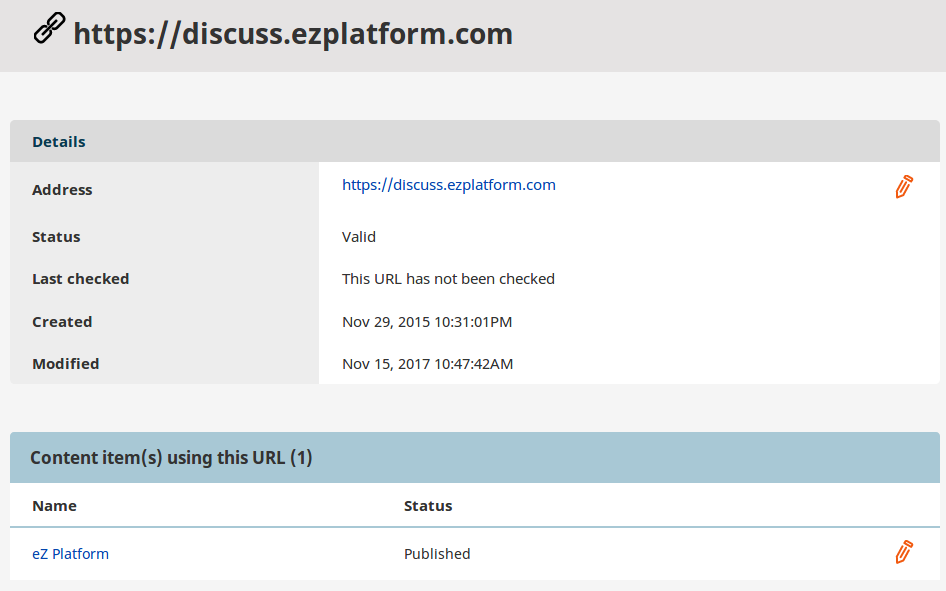 https://discuss.ezplatform.com
Details
Address https://discuss.ezplatform.com
Status Valid
Last checked This URL has not been checked
Created Nov 29, 2015 10:31:01PM
Modified Nov 15, 2017 10:47:42AM
Content item(s) using this URL (1)
Name Status
eZ Platform Published